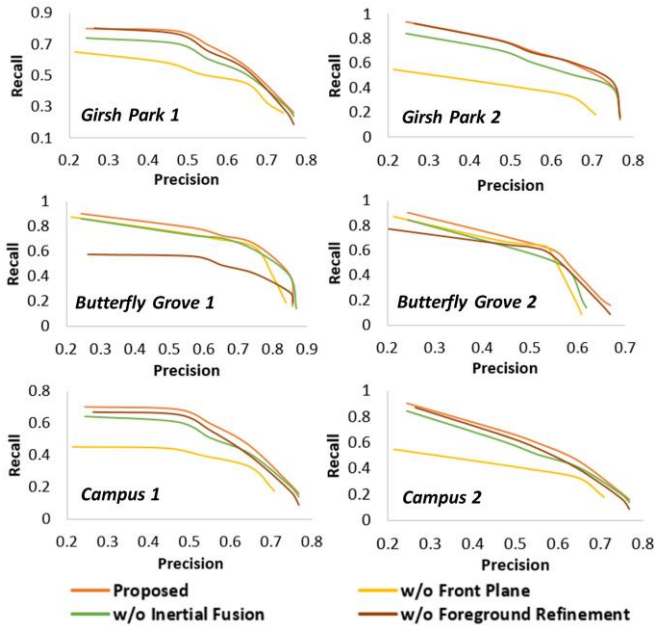 0.9
0.7
0.5
0.3
0.1
Recall
Girsh Park 1
0.2 0.3 0.4 0.5 0.6 0.7 0.8
Precision
1
0.8
0.6
0.4
0.2
0
Recall
Girsh Park 2
0.2 0.3 0.4 0.5 0.6 0.7 0.8
Precision
1
0.8
0.6
0.4
0.2
0
Recall
Butterfly Grove 1
0.2 0.3 0.4 0.5 0.6 0.7 0.8 0.9
Precision
1
0.8
0.6
0.4
0.2
0
Recall
Butterfly Grove 2
0.2 0.3 0.4 0.5 0.6 0.7
Precision
0.8
0.6
0.4
0.2
0
Recall
Campus 1
0.2 0.3 0.4 0.5 0.6 0.7 0.8
Precision
1
0.8
0.6
0.4
0.2
0
Recall
Campus 2
0.2 0.3 0.4 0.5 0.6 0.7 0.8
Precision
Proposed
w/o Front Plane
w/o Inertial Fusion
w/o Foreground Refinement